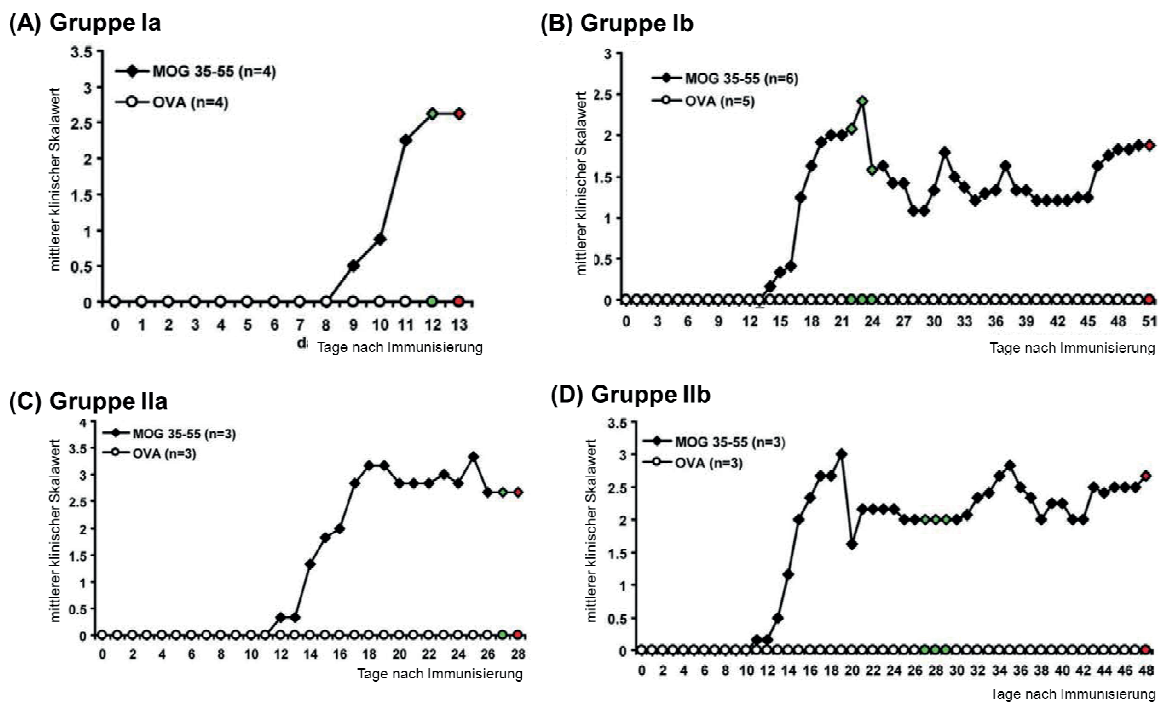 (A) Gruppe Ia
mittlerer klinischer Skalawert
3.5
3
2.5
2
1.5
1
0.5
0
MOG 35-55 (n=4)
OVA (n=4)
0 1 2 3 4 5 6 7 8 9 10 11 12 13
d Tage nach Immunisierung
(B) Gruppe Ib
mittlerer klinischer Skalawert
3
2.5
2
1.5
1
0.5
0
MOG 35-55 (n=6)
OVA (n=5)
0 3 6 9 12 15 18 21 24 27 30 33 36 39 42 45 48 51
Tage nach Immunisierung
(C) Gruppe IIa
mittlerer klinischer Skalawert
4
3.5
3
2.5
2
1.5
1
0.5
0
MOG 35-55 (n=3)
OVA (n=3)
0 2 4 6 8 10 12 14 16 18 20 22 24 26 28
Tage nach Immunisierung
(D) Gruppe IIb
mittlerer klinischer Skalawert
3.5
3
2.5
2
1.5
1
0.5
0
MOG 35-55 (n=3)
OVA (n=3)
0 2 4 6 8 10 12 14 16 18 20 22 24 26 28 30 32 34 36 38 40 42 44 46 48
Tage nach Immunisierung